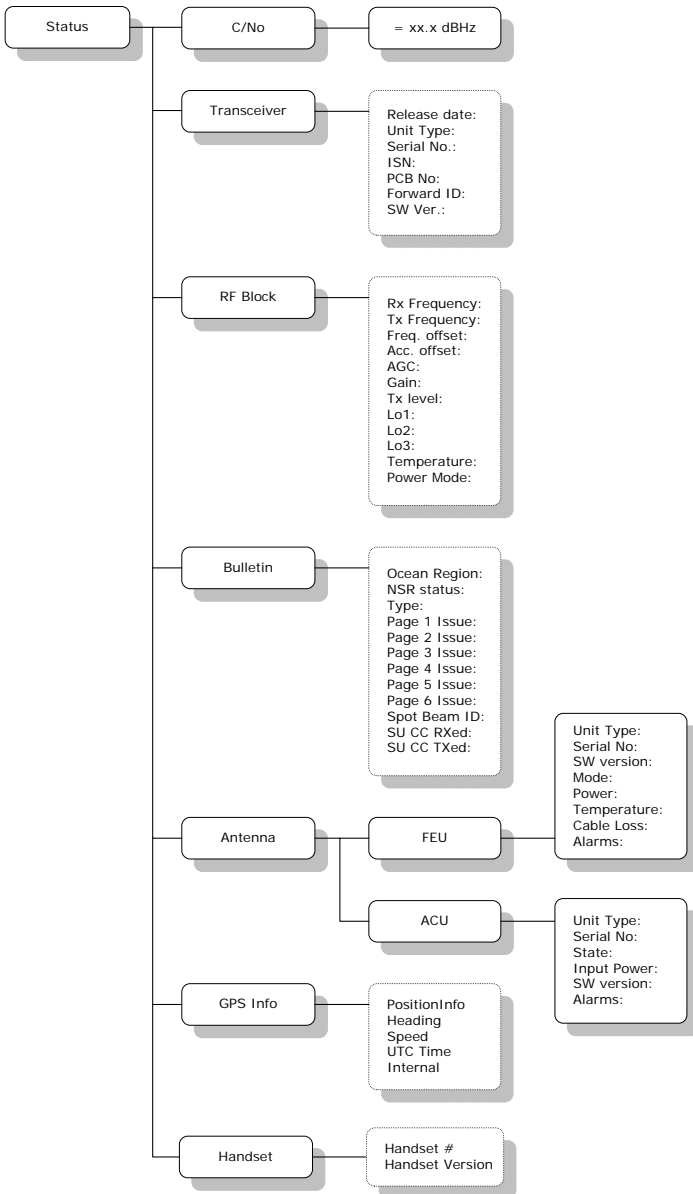 Status
C/No
= xx.x dBHz
Transceiver
Release date:
Unit Type:
Serial No.:
ISN:
PCB No:
Forward ID:
SW Ver.:
RF Block
Rx Frequency:
Tx Frequency:
Freq. offset:
Acc. offset:
AGC:
Gain:
Tx level:
Lo1:
Lo2:
Lo3:
Temperature:
Power Mode:
Bulletin
Ocean Region:
NSR status:
Type:
Page 1 Issue:
Page 2 Issue:
Page 3 Issue:
Page 4 Issue:
Page 5 Issue:
Page 6 Issue:
Spot Beam ID:
SU CC RXed:
SU CC TXed:
Antenna
FEU
Unit Type:
Serial No:
SW version:
Mode:
Power:
Temperature:
Cable Loss:
Alarms:
ACU
Unit Type:
Serial No:
State:
Input Power:
SW version:
Alarms:
GPS Info
PositionInfo
Heading
Speed
UTC Time
Internal
Handset
Handset #
Handset Version